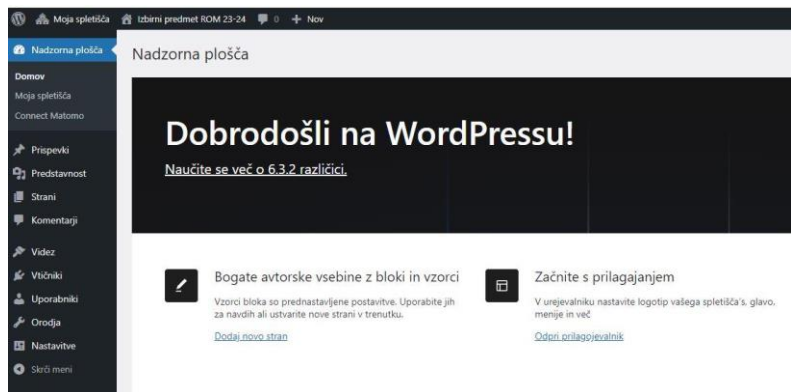 Moja spletišča Izbirni predmet ROM 23-24 0 + Nov
Nadzorna plošča
Domov
Moja spletišča
Connect Matomo
Prispevki
Predstavnost
Strani
Komentarji
Videz
Vtičniki
Uporabniki
Orodja
Nastavitve
Skrči meni
Nadzorna plošča
Dobrodošli na WordPressu!
Naučite se več o 6.3.2 različici.
Bogate avtorske vsebine z bloki in vzorci
Vzorci bloka so prednastavljene postavitve. Uporabite jih
za navdih ali ustvarite nove strani v trenutku.
Dodaj novo stran
Začnite s prilagajanjem
V urejevalniku nastavite logotip vašega spletišča's, glavo,
menije in več
Odpri prilagojevalnik